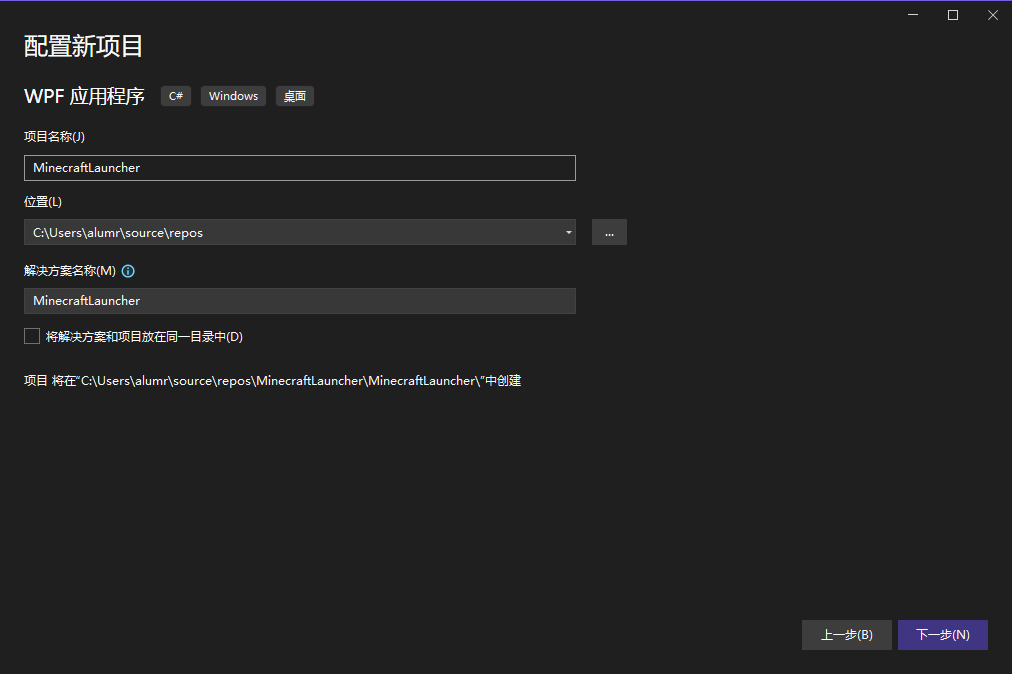 配置新项目
WPF 应用程序 C# Windows 桌面
项目名称(J)
MinecraftLauncher
位置(L)
C:\Users\alumr\source\repos ...
解决方案名称(M)
MinecraftLauncher
将解决方案和项目放在同一目录中(D)
项目 将在"C:\Users\alumr\source\repos\MinecraftLauncher\MinecraftLauncher\"中创建
上一步(B) 下一步(N)